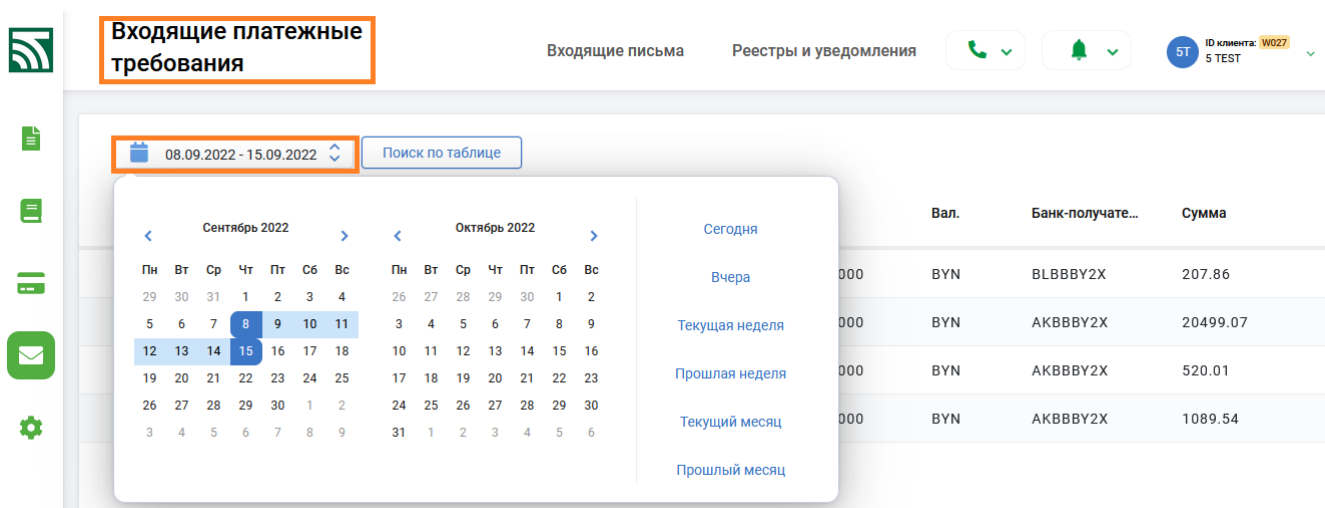 Входящие платежные
требования
Входящие письма
Реестры и уведомления
5T
ID клиента: W027
5 TEST
08.09.2022 - 15.09.2022
Поиск по таблице
Вал. Банк-получате... Сумма
Сентябрь 2022
Пн Вт Ср Чт Пт Сб Вс
29 30 31 1 2 3 4
5 6 7 8 9 10 11
12 13 14 15 16 17 18
19 20 21 22 23 24 25
26 27 28 29 30 1 2
3 4 5 6 7 8 9
Октябрь 2022
Пн Вт Ср Чт Пт Сб Вс
26 27 28 29 30 1 2
3 4 5 6 7 8 9
10 11 12 13 14 15 16
17 18 19 20 21 22 23
24 25 26 27 28 29 30
31 1 2 3 4 5 6
Сегодня
Вчера
Текущая неделя
Прошлая неделя
Текущий месяц
Прошлый месяц
000 BYN BLBBBY2X 207.86
000 BYN AKBBBY2X 20499.07
000 BYN AKBBBY2X 520.01
000 BYN AKBBBY2X 1089.54